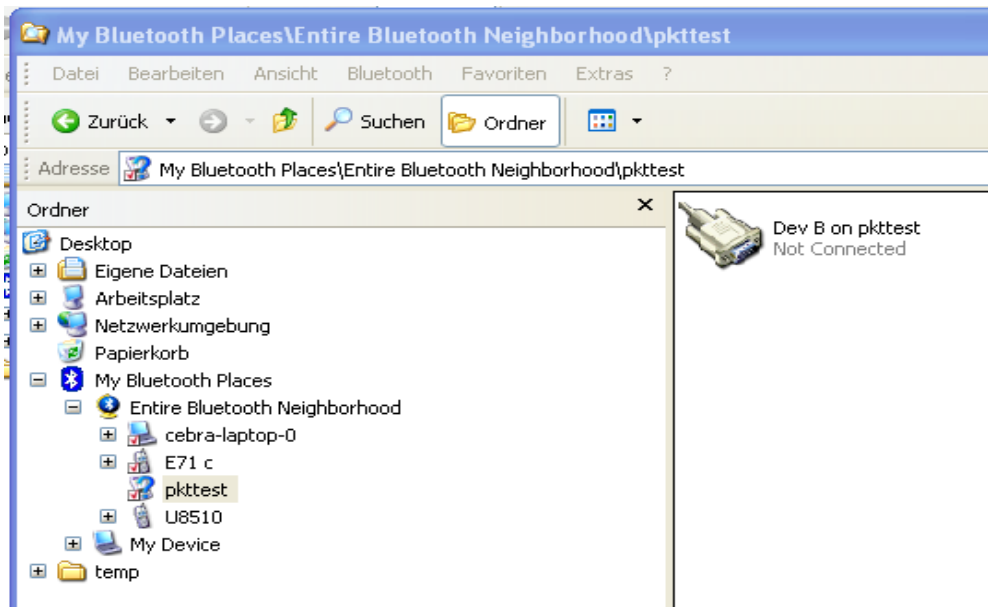 My Bluetooth Places\Entire Bluetooth Neighborhood\pkttest
Datei Bearbeiten Ansicht Bluetooth Favoriten Extras ?
Zurück Suchen Ordner
Adresse My Bluetooth Places\Entire Bluetooth Neighborhood\pkttest
Ordner
Desktop
Eigene Dateien
Arbeitsplatz
Netzwerkumgebung
Papierkorb
My Bluetooth Places
Entire Bluetooth Neighborhood
cebra-laptop-0
E71 c
pkttest
U8510
My Device
temp
Dev B on pkttest
Not Connected